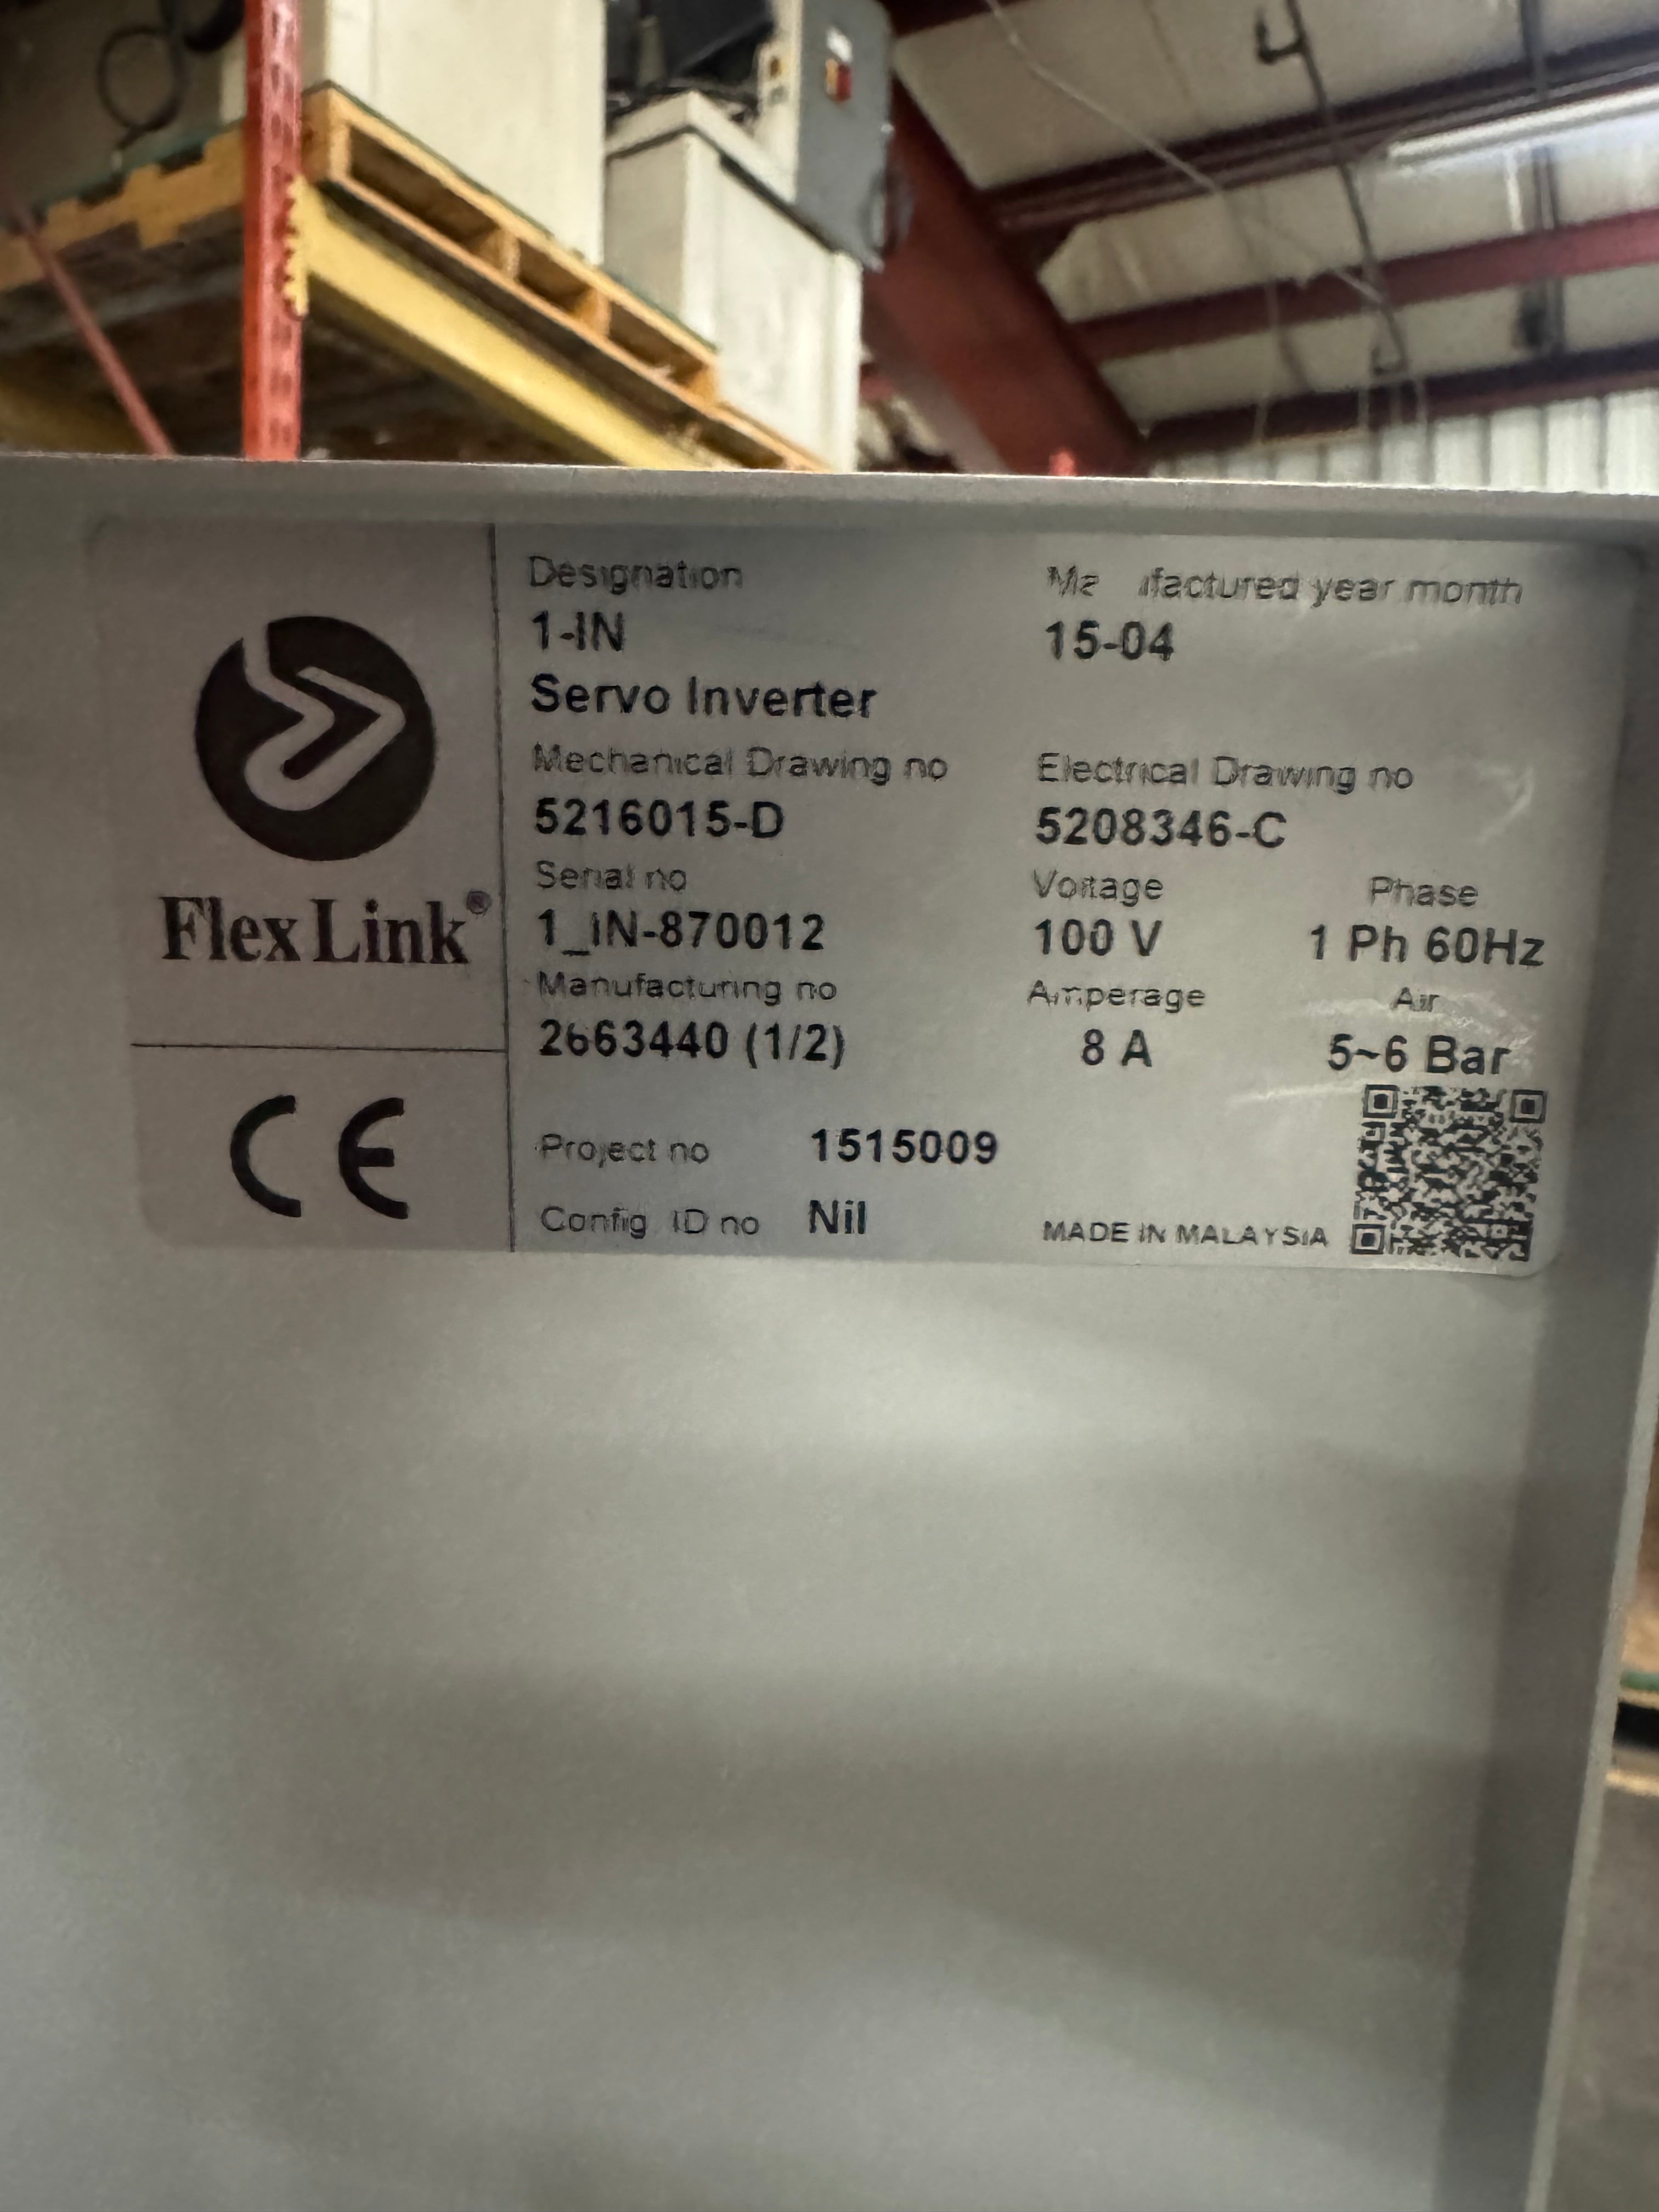 Designation
1-IN
Servo Inverter
Manufactured year month
15-04
Mechanical Drawing no
5216015-D
Electrical Drawing no
5208346-C
Serial no
1_IN-870012
Voltage
100 V
Phase
1 Ph 60Hz
Manufacturing no
2663440 (1/2)
Amperage
8 A
Air
5~6 Bar
Project no 1515009
Config ID no Nil
MADE IN MALAYSIA
FlexLink®
CE